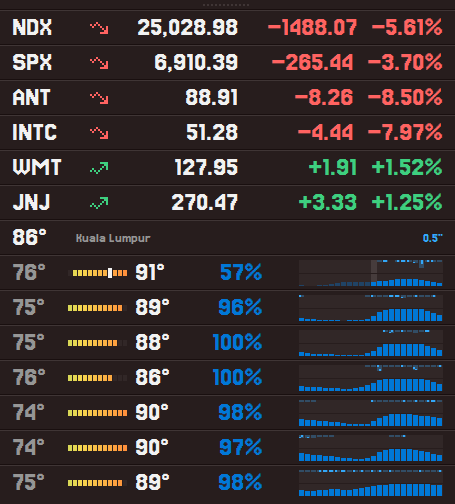 NDX 25,028.98 −1488.07 −5.61%
SPX 6,910.39 −265.44 −3.70%
ANT 88.91 −8.26 −8.50%
INTC 51.28 −4.44 −7.97%
WMT 127.95 +1.91 +1.52%
JNJ 270.47 +3.33 +1.25%
86° Kuala Lumpur 0.5"
76° 91° 57%
75° 89° 96%
75° 88° 100%
76° 86° 100%
74° 90° 98%
74° 90° 97%
75° 89° 98%